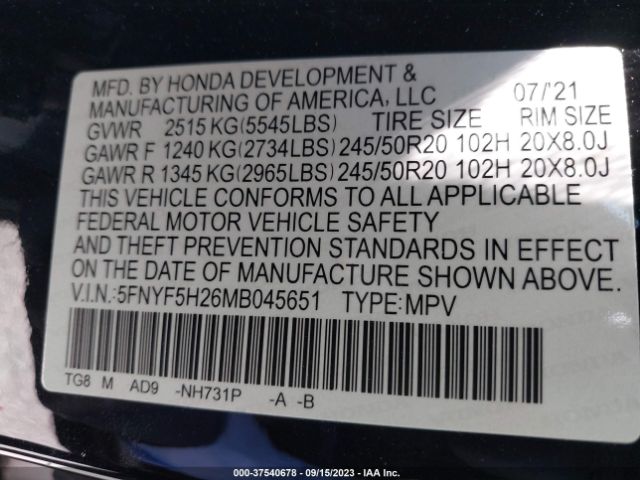 MFD. BY HONDA DEVELOPMENT &
MANUFACTURING OF AMERICA, LLC 07/'21
GVWR 2515 KG(5545LBS) TIRE SIZE RIM SIZE
GAWR F 1240 KG(2734LBS) 245/50R20 102H 20X8.0J
GAWR R 1345 KG(2965LBS) 245/50R20 102H 20X8.0J
THIS VEHICLE CONFORMS TO ALL APPLICABLE
FEDERAL MOTOR VEHICLE SAFETY
AND THEFT PREVENTION STANDARDS IN EFFECT
ON THE DATE OF MANUFACTURE SHOWN ABOVE.
V.I.N.:5FNYF5H26MB045651 TYPE:MPV
TG8 M AD9 -NH731P -A -B
000-37540678 - 09/15/2023 - IAA Inc.